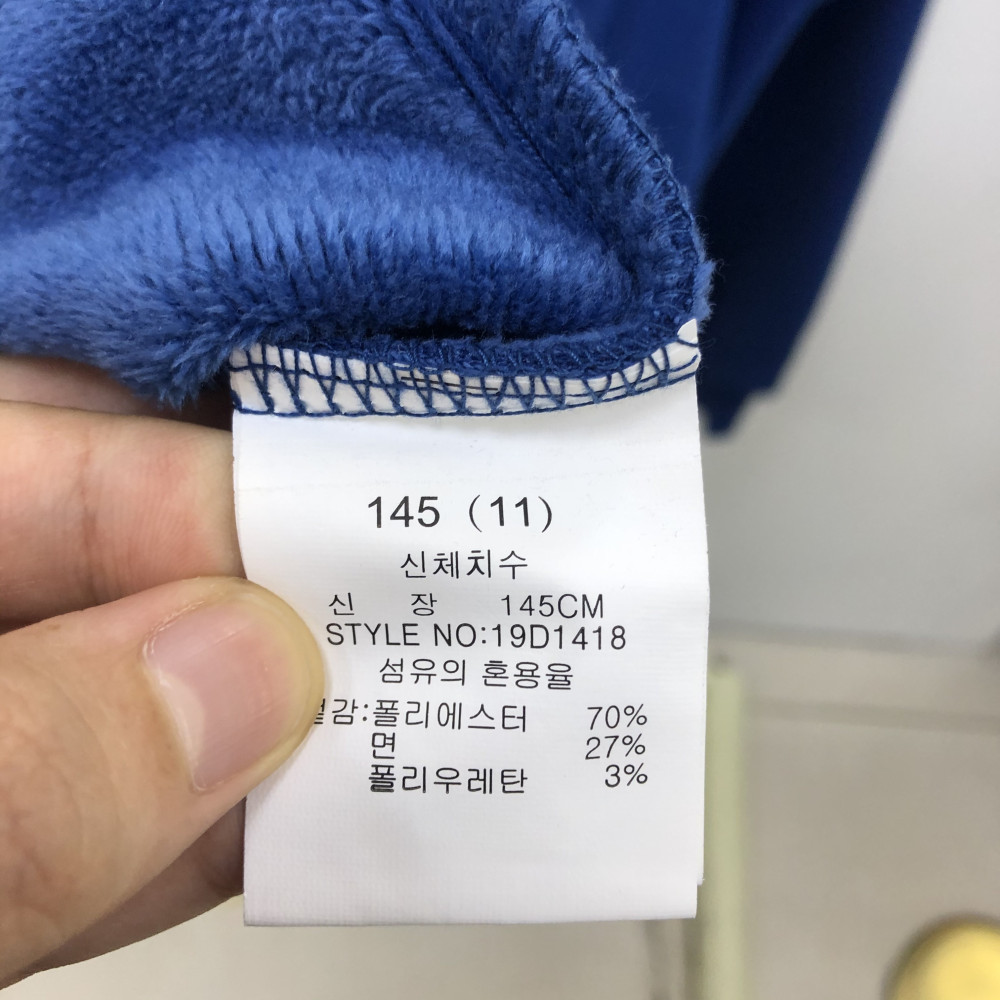 145 (11)
신체치수
신 장 145CM
STYLE NO:19D1418
섬유의 혼용율
폴리에스터 70%
면 27%
폴리우레탄 3%